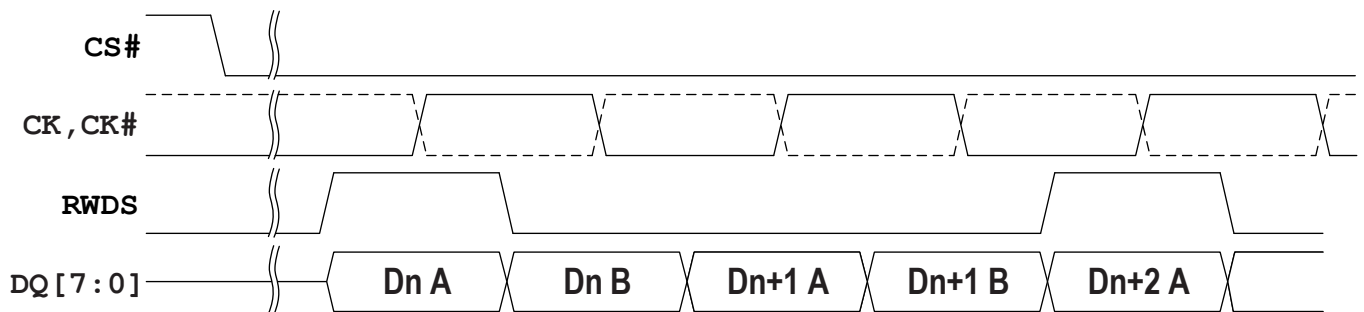 CS#
CK,CK#
RWDS
DQ[7:0]
Dn A
Dn B
Dn+1 A
Dn+1 B
Dn+2 A